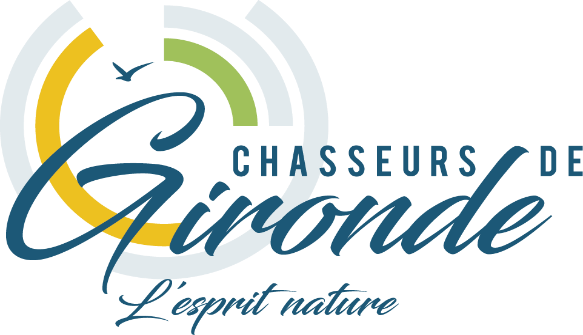 CHASSEURS DE
Gironde
L'esprit nature